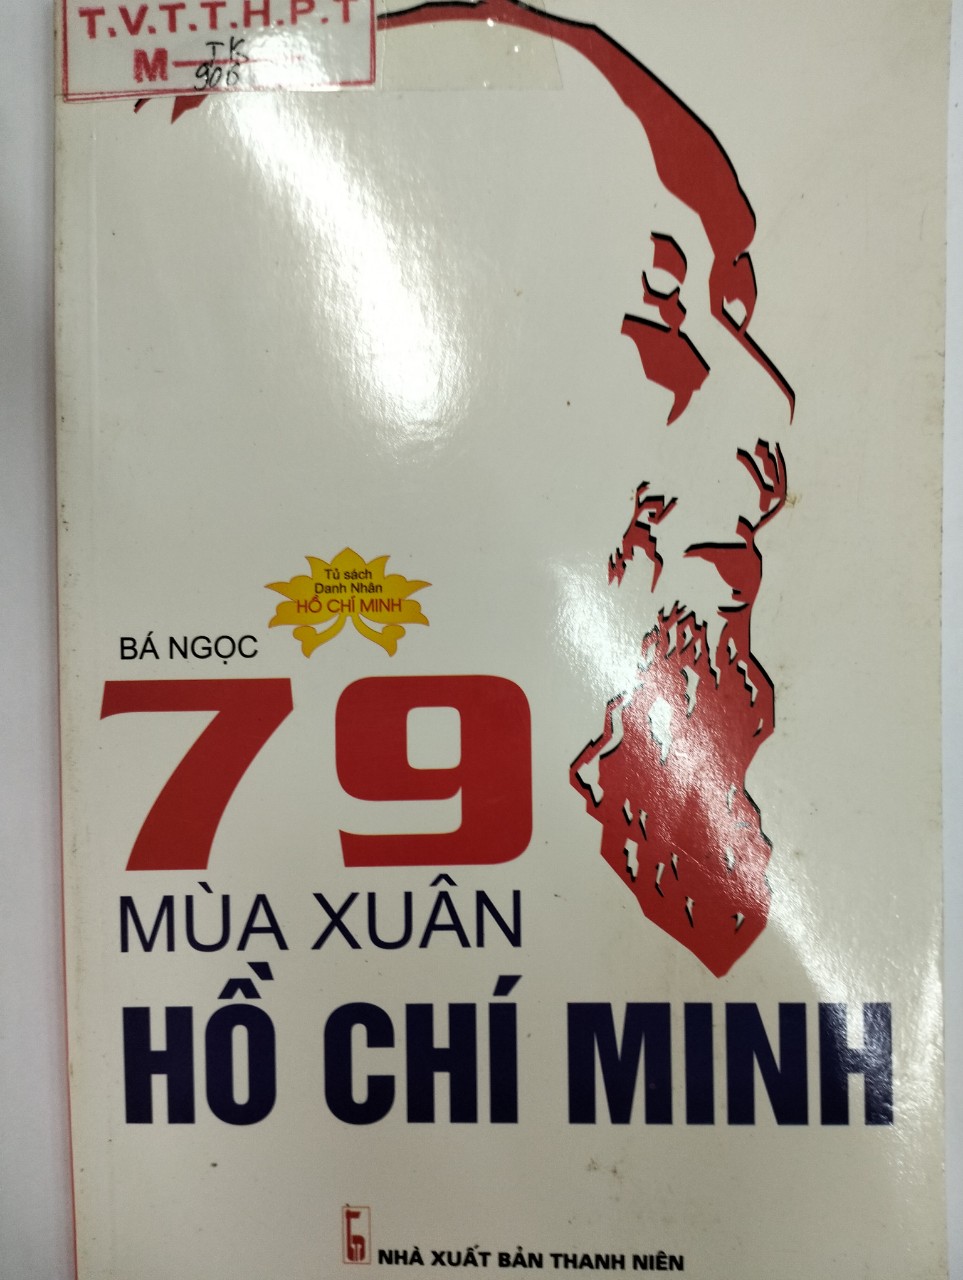 T.V.T.T.H.P.T
M
TK
900
Tủ sách
Danh Nhân
HỒ CHÍ MINH
BÁ NGỌC
79
MÙA XUÂN
HỒ CHÍ MINH
NHÀ XUẤT BẢN THANH NIÊN